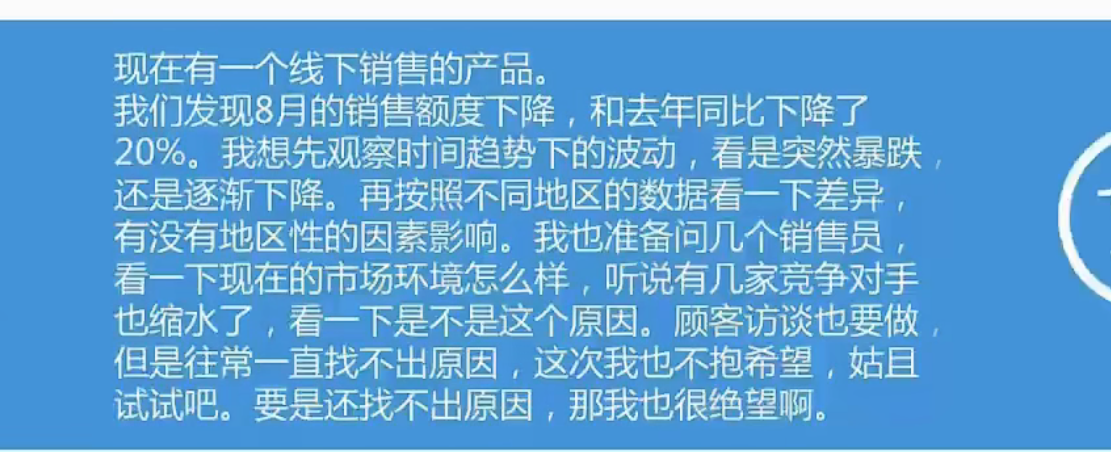 现在有一个线下销售的产品。
我们发现8月的销售额度下降，和去年同比下降了
20%。我想先观察时间趋势下的波动，看是突然暴跌，
还是逐渐下降。再按照不同地区的数据看一下差异，
有没有地区性的因素影响。我也准备问几个销售员，
看一下现在的市场环境怎么样，听说有几家竞争对手
也缩水了，看一下是不是这个原因。顾客访谈也要做，
但是往常一直找不出原因，这次我也不抱希望，姑且
试试吧。要是还找不出原因，那我也很绝望啊。